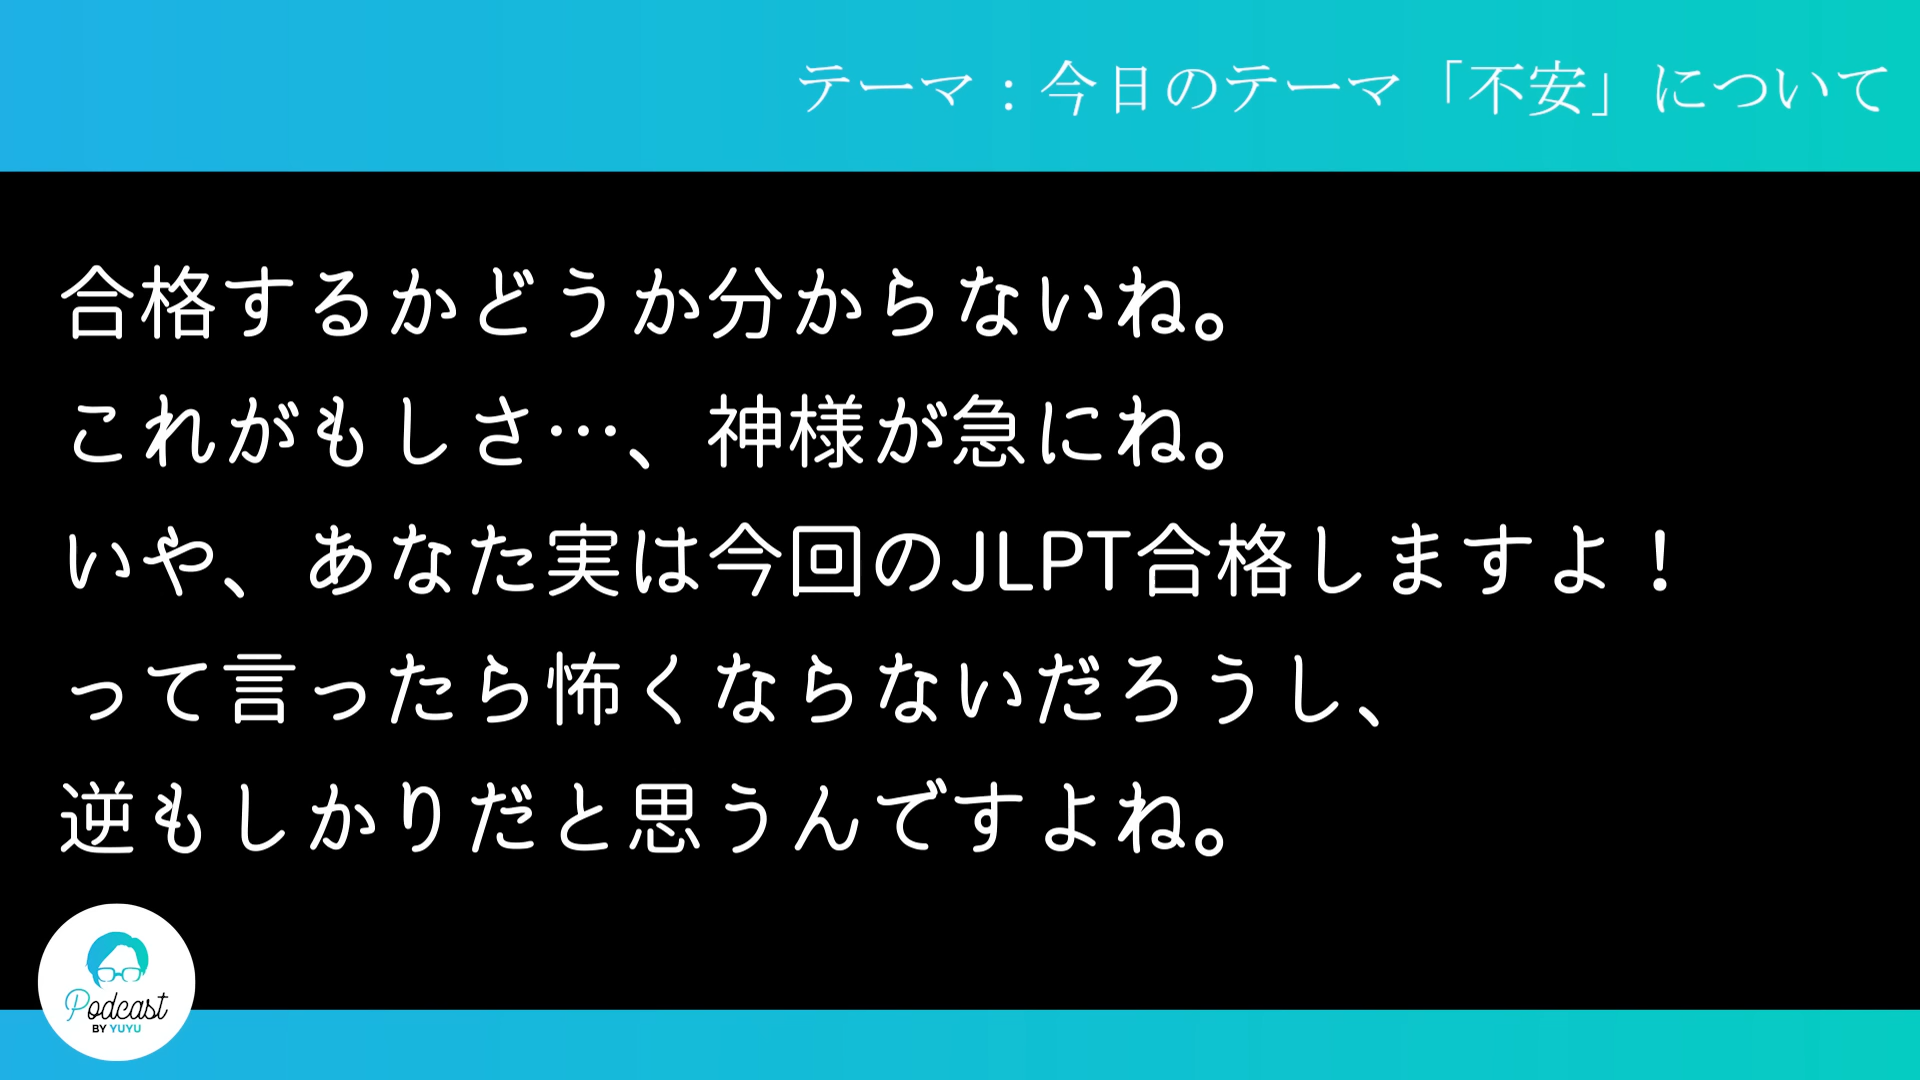 テーマ：今日のテーマ「不安」について
合格するかどうか分からないね。
これがもしさ…、神様が急にね。
いや、あなた実は今回のJLPT合格しますよ！
って言ったら怖くならないだろうし、
逆もしかりだと思うんですよね。
Podcast
BY YUYU